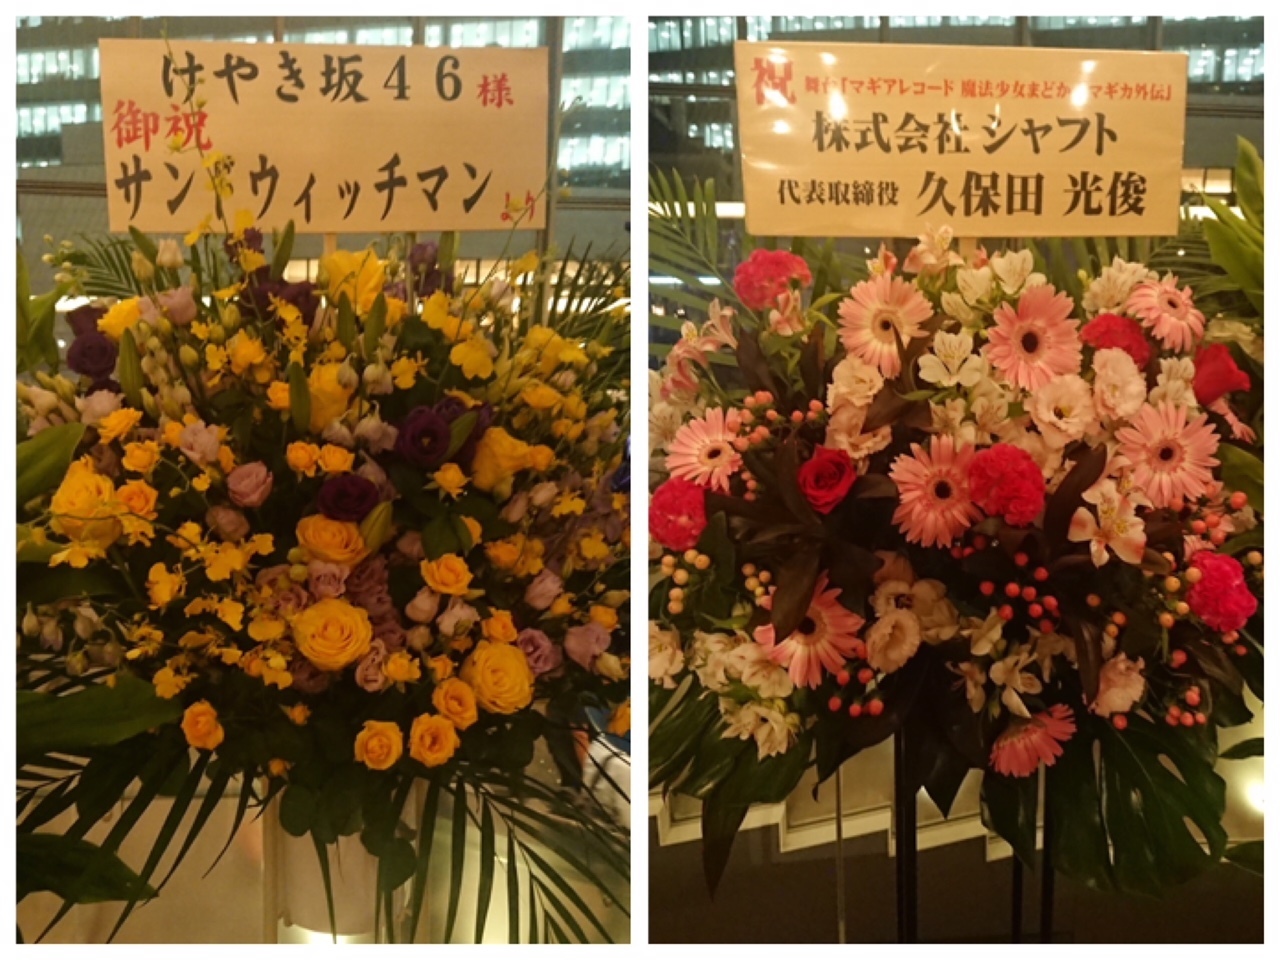 けやき坂46様
御祝
サンドウィッチマンより
祝 舞台「マギアレコード 魔法少女まどか☆マギカ外伝」
株式会社シャフト
代表取締役 久保田 光俊